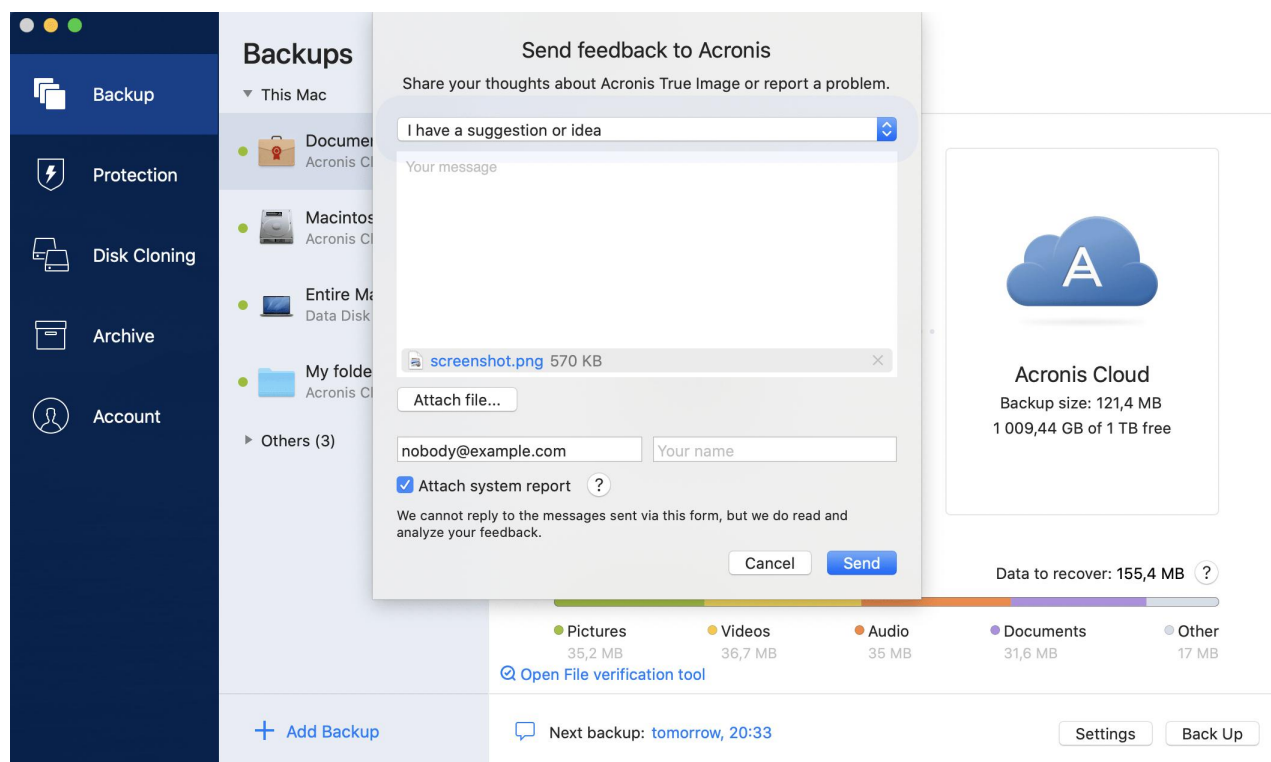 Backup
Protection
Disk Cloning
Archive
Account
Backups
This Mac
Acronis
Macintos
Acronis
Entire
Data Disk
My folde
Acronis
Others (3)
Add Backup
Send feedback to Acronis
Share your thoughts about Acronis True Image or report a problem.
I have a suggestion or idea
Your message
screenshot.png 570 KB
Attach file...
nobody@example.com
Your name
Attach system report ?
We cannot reply to the messages sent via this form, but we do read and
analyze your feedback.
Cancel Send
A
Acronis Cloud
Backup size: 121,4 MB
1 009,44 GB of 1 TB free
Data to recover: 155,4 MB ?
Pictures Videos Audio Documents Other
35,2 MB 36,7 MB 35 MB 31,6 MB 17 MB
Open File verification tool
Next backup: tomorrow, 20:33
Settings Back Up